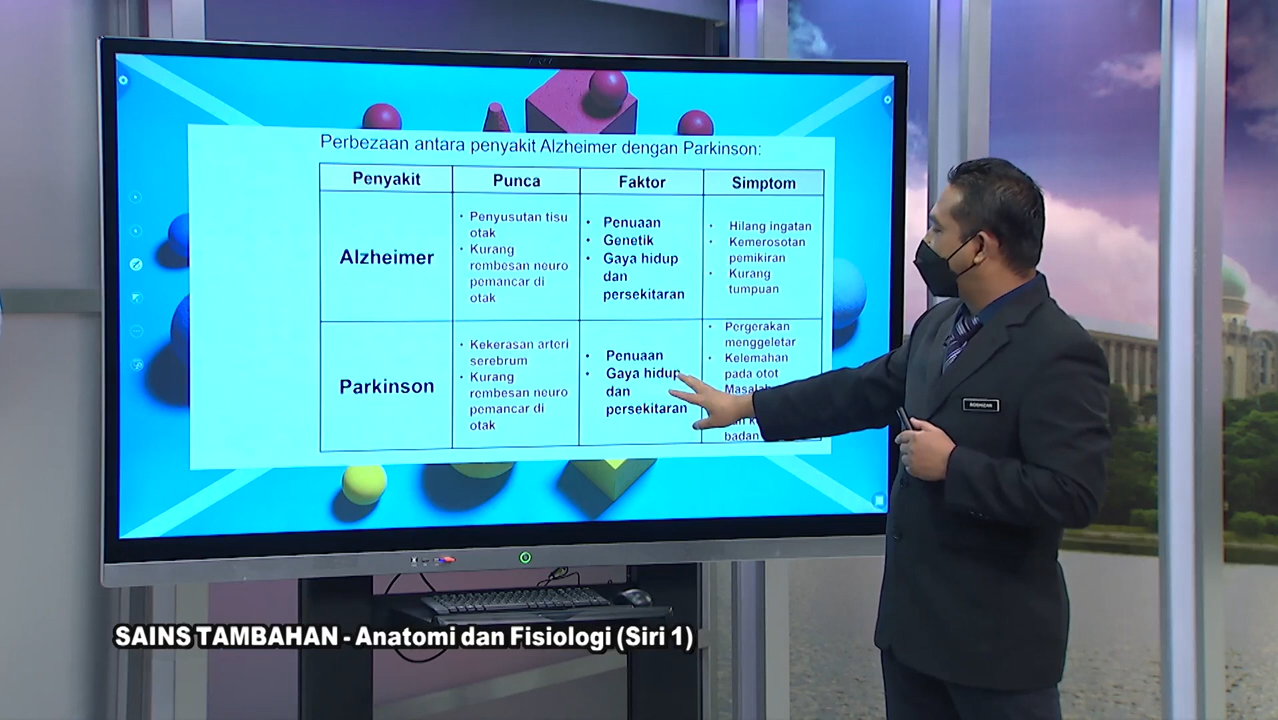 Perbezaan antara penyakit Alzheimer dengan Parkinson:
Penyakit Punca Faktor Simptom
Alzheimer
• Penyusutan tisu
otak
• Kurang
rembesan neuro
pemancar di
otak
• Penuaan
• Genetik
• Gaya hidup
dan
persekitaran
• Hilang ingatan
• Kemerosotan
pemikiran
• Kurang
tumpuan
Parkinson
• Kekerasan arteri
serebrum
• Kurang
rembesan neuro
pemancar di
otak
• Penuaan
• Gaya hidup
dan
persekitaran
• Pergerakan
menggeletar
• Kelemahan
pada otot
badan
SAINS TAMBAHAN - Anatomi dan Fisiologi (Siri 1)